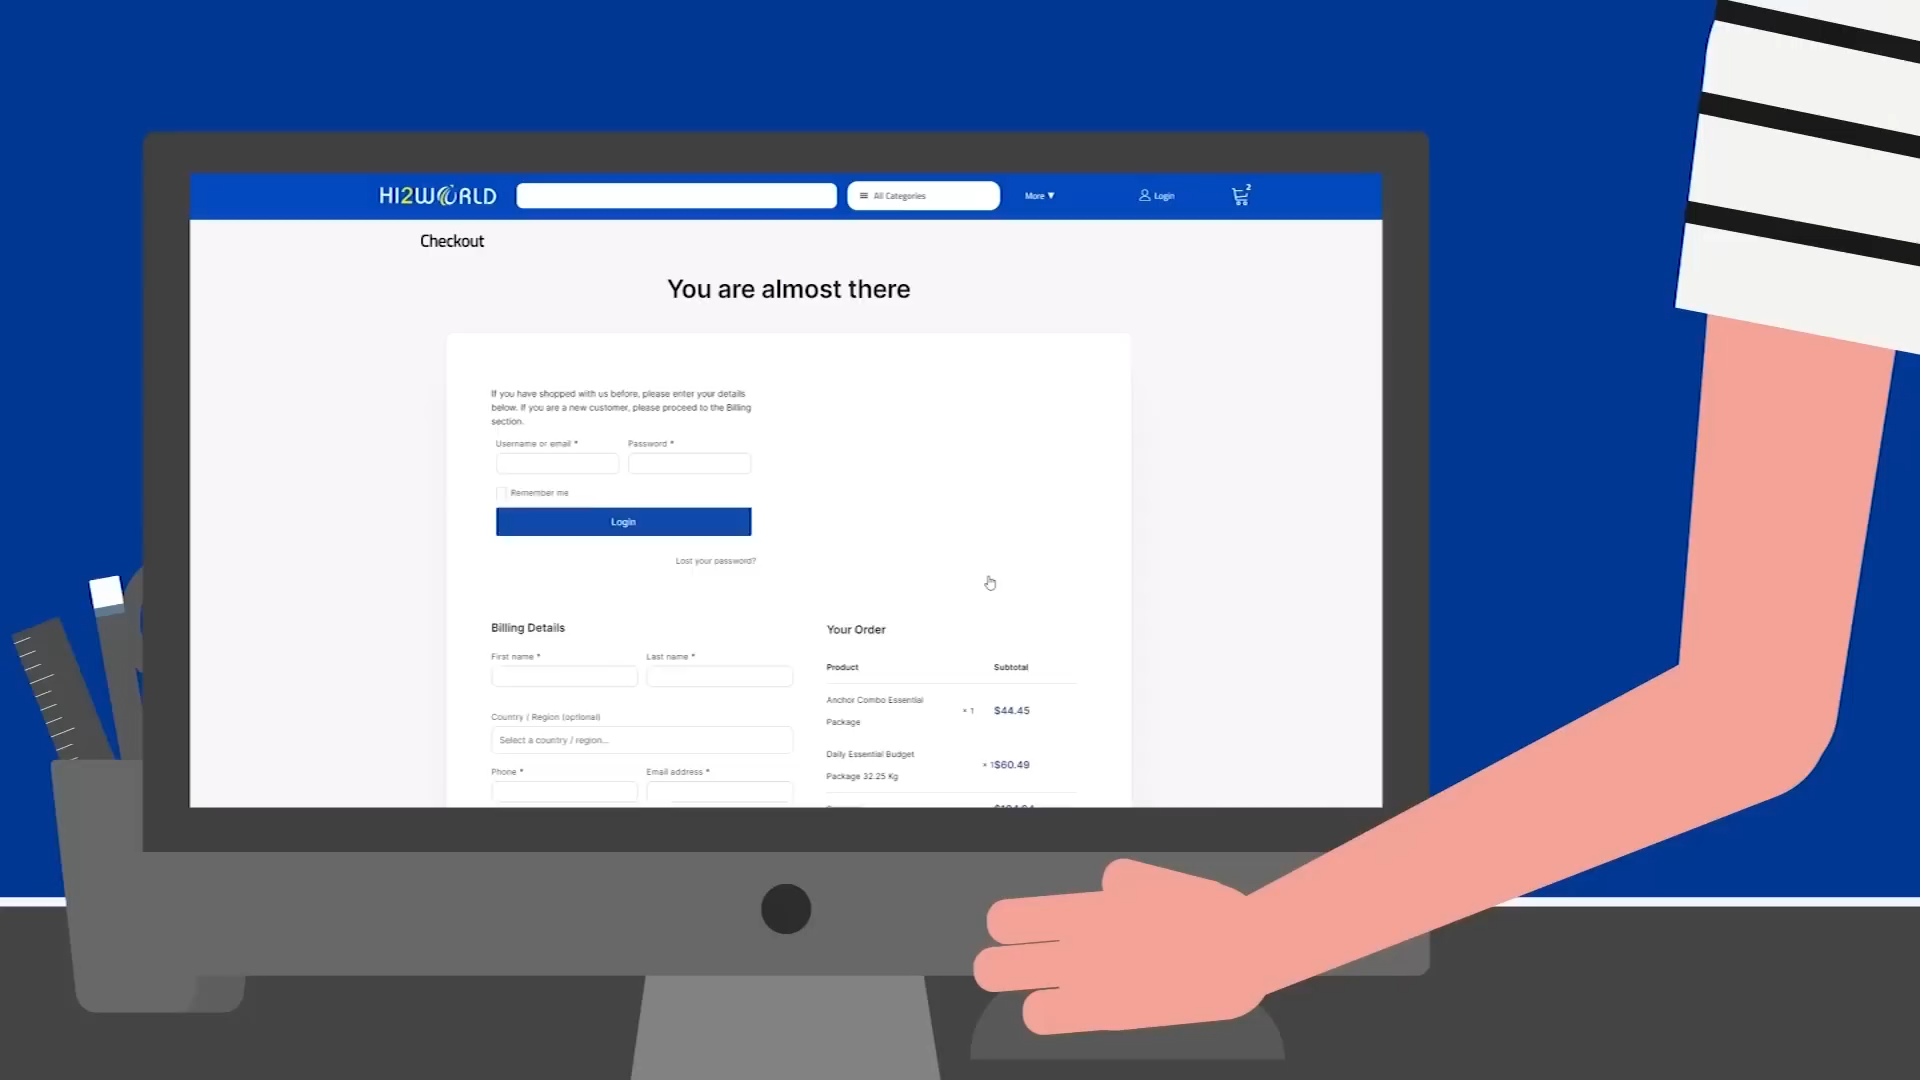 HI2WORLD
All Categories
More ▼
Login
2
Checkout
You are almost there
If you have shopped with us before, please enter your details
below. If you are a new customer, please proceed to the Billing
section.
Username or email * Password *
Remember me
Login
Lost your password?
Billing Details
Your Order
First name * Last name *
Product Subtotal
Anchor Combo Essential
Package × 1 $44.45
Country / Region (optional)
Select a country / region...
Daily Essential Budget
Package 32.25 Kg × 1 $60.49
Phone * Email address *